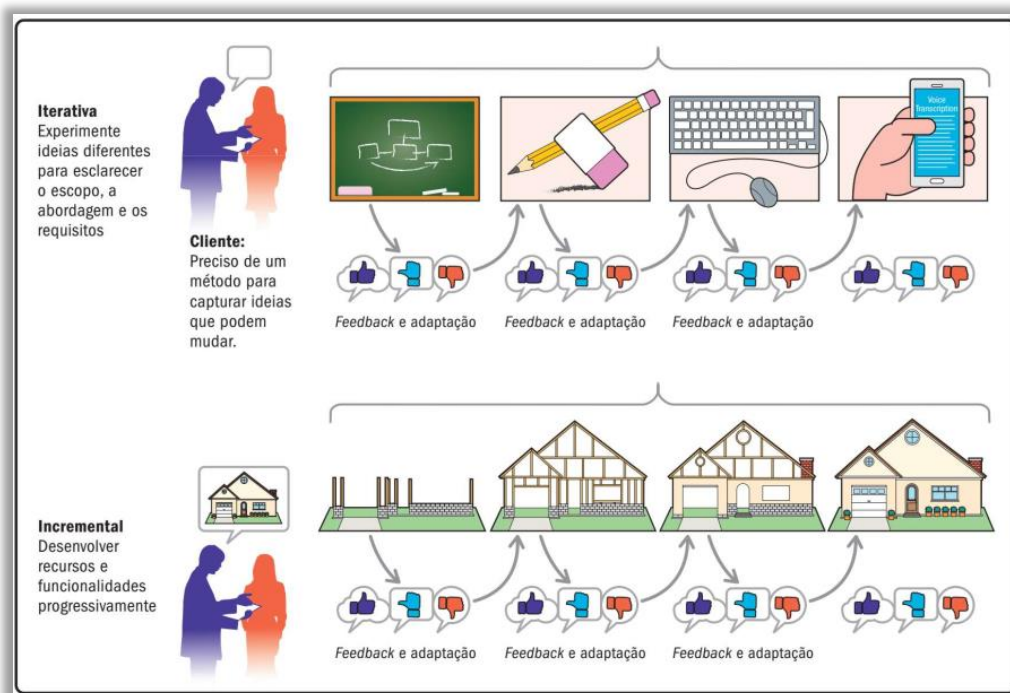 Iterativa
Experimente
ideias diferentes
para esclarecer
o escopo, a
abordagem e os
requisitos
Cliente:
Preciso de um
método para
capturar ideias
que podem
mudar.
Voice
Transcription
Feedback e adaptação
Feedback e adaptação
Feedback e adaptação
Incremental
Desenvolver
recursos e
funcionalidades
progressivamente
Feedback e adaptação
Feedback e adaptação
Feedback e adaptação